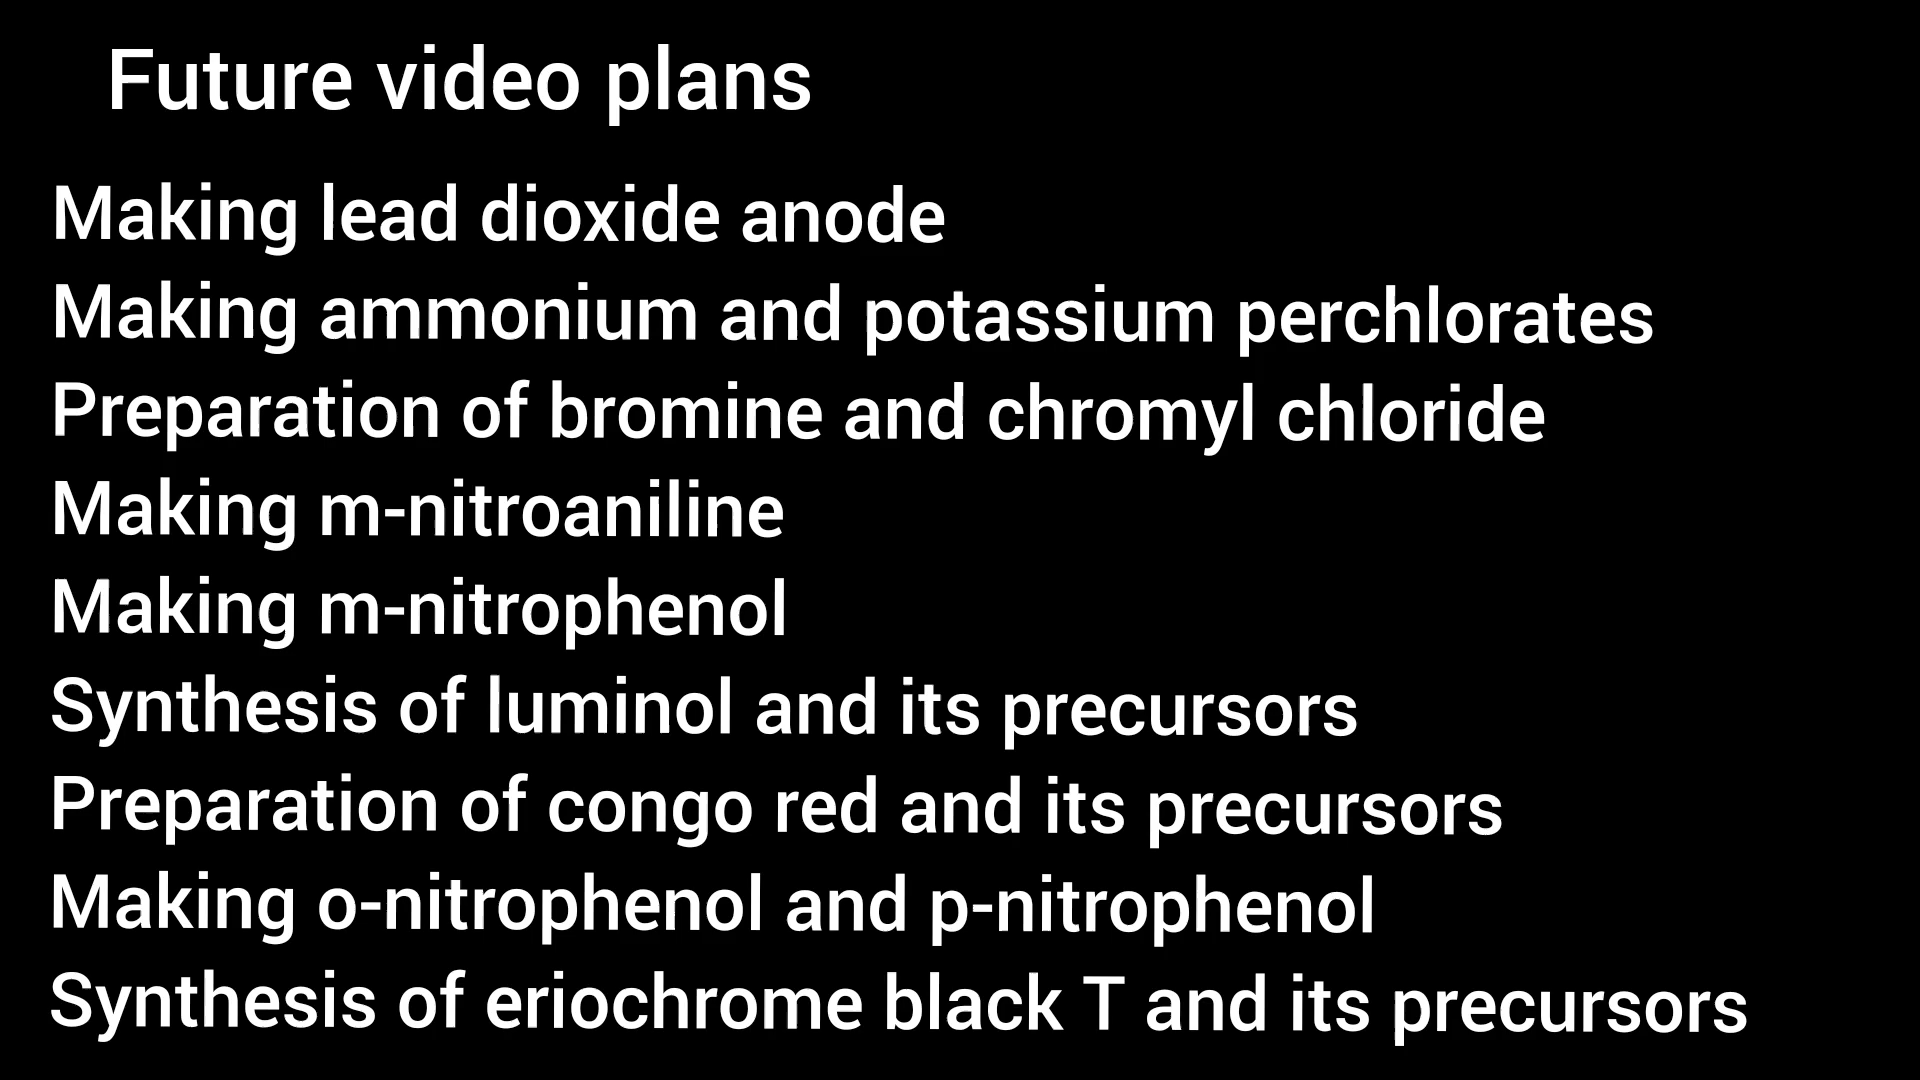 Future video plans
Making lead dioxide anode
Making ammonium and potassium perchlorates
Preparation of bromine and chromyl chloride
Making m-nitroaniline
Making m-nitrophenol
Synthesis of luminol and its precursors
Preparation of congo red and its precursors
Making o-nitrophenol and p-nitrophenol
Synthesis of eriochrome black T and its precursors